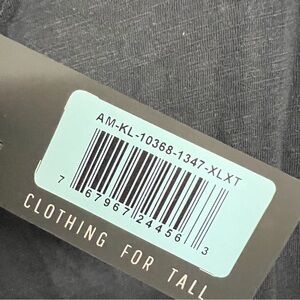 AM-KL-10368-1347-XLXT
7 67967 24456 3
CLOTHING FOR TALL